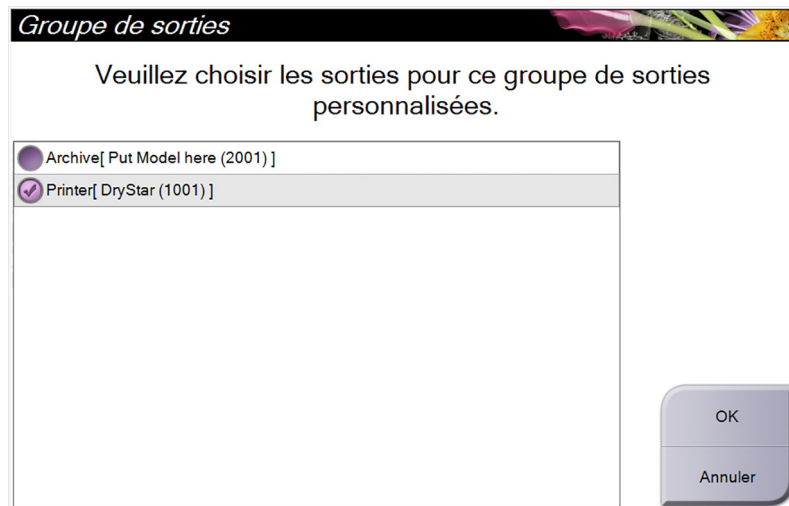 Groupe de sorties
Veuillez choisir les sorties pour ce groupe de sorties
personnalisées.
Archive[ Put Model here (2001) ]
Printer[ DryStar (1001) ]
OK
Annuler